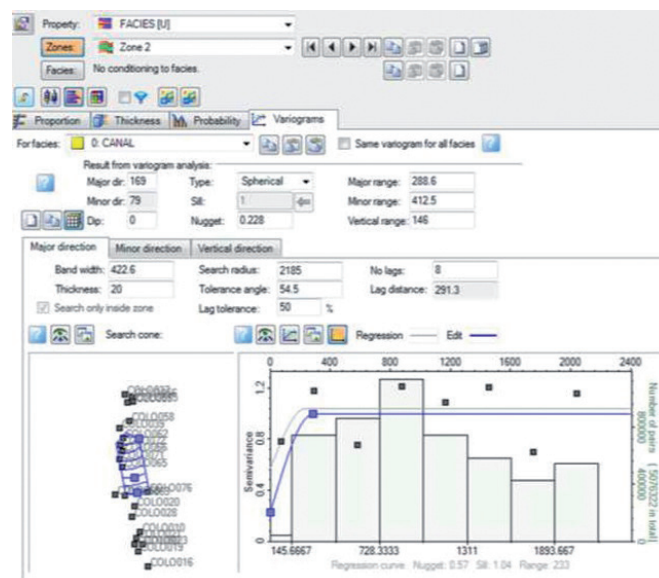 Property: FACIES [U]
Zones: Zone 2
Facies: No conditioning to facies.
Proportion Thickness Probability Variograms
For facies: 0: CANAL Same variogram for all facies
Result from variogram analysis:
Major dir: 169 Type: Spherical Major range: 288.6
Minor dir: 79 Sill: 1 Minor range: 412.5
Dip: 0 Nugget: 0.228 Vertical range: 146
Major direction Minor direction Vertical direction
Band width: 422.6 Search radius: 2185 No lags: 8
Thickness: 20 Tolerance angle: 54.5 Lag distance: 291.3
Search only inside zone Lag tolerance: 50 %
Search cone: Regression Edit
0 400 800 1200 1600 2000 2400
1.2
0.8
0.4
0
Semivariance
800000
400000
0
Number of pairs (5076322 in total)
COLO058
COLO065
COLO020
COLO028
COLO019
COLO016
145.6667 728.3333 1311 1893.667
Regression curve Nugget: 0.57 Sill: 1.04 Range: 233